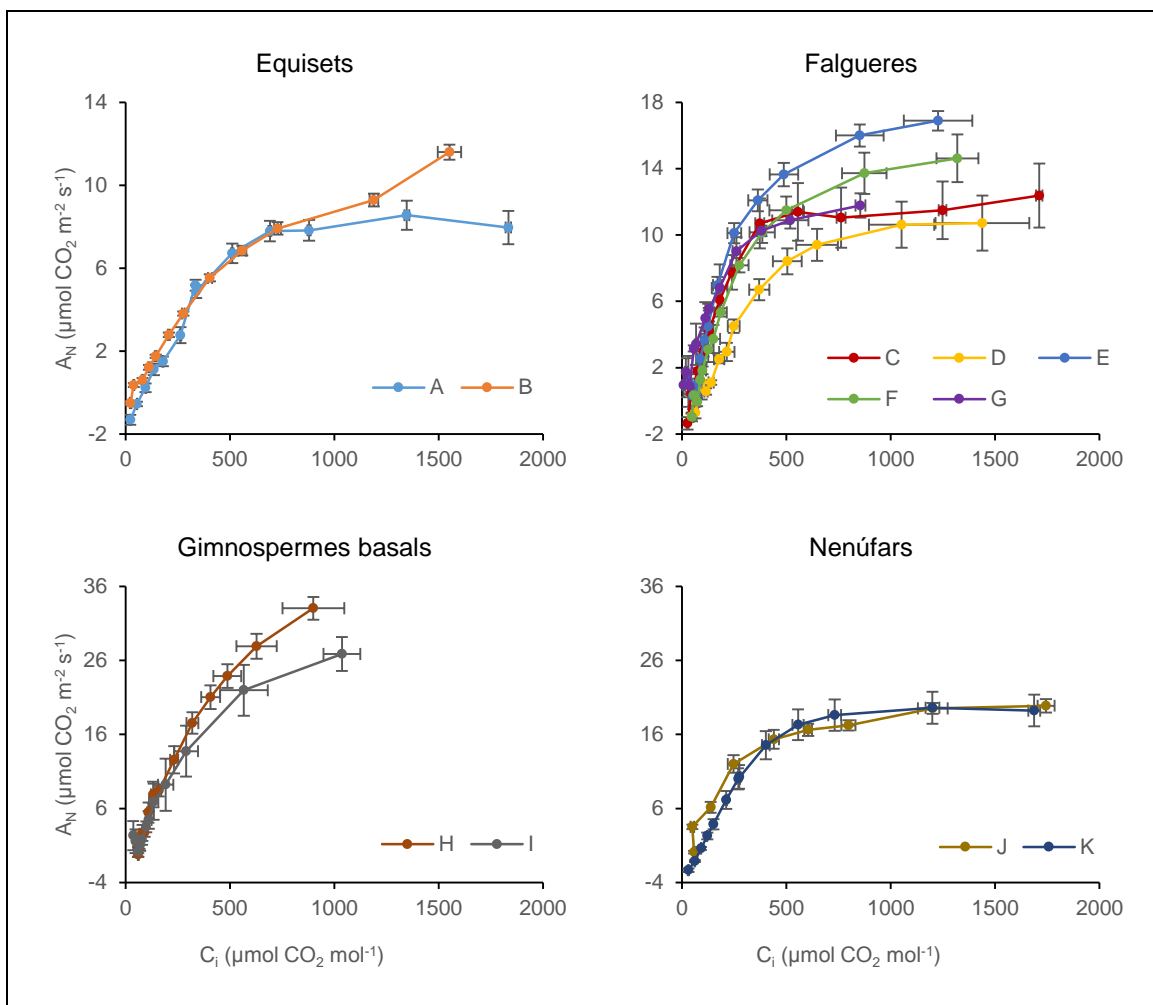 Equisets
14
10
6
2
-2
A_N (µmol CO₂ m⁻² s⁻¹)
A B
0 500 1000 1500 2000
Falgueres
18
14
10
6
2
-2
C D E
F G
0 500 1000 1500 2000
Gimnospermes basals
36
26
16
6
-4
A_N (µmol CO₂ m⁻² s⁻¹)
H I
0 500 1000 1500 2000
C_i (µmol CO₂ mol⁻¹)
Nenúfars
36
26
16
6
-4
J K
0 500 1000 1500 2000
C_i (µmol CO₂ mol⁻¹)